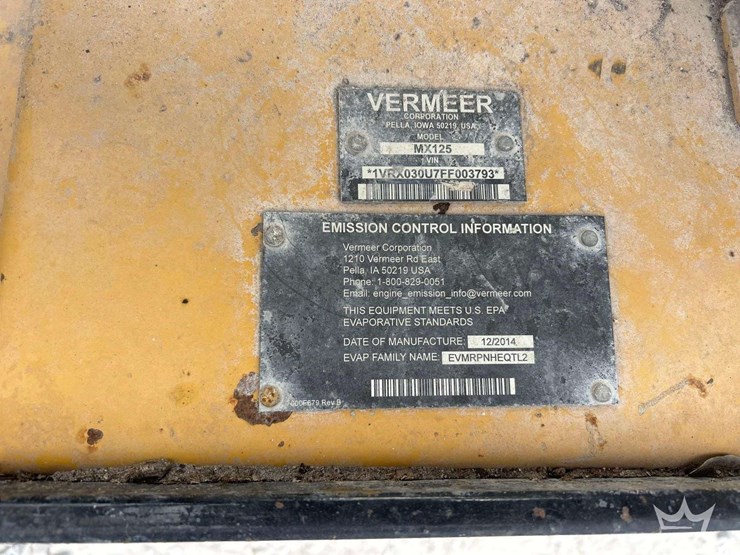 VERMEER
CORPORATION
PELLA, IOWA 50219, USA
MODEL
MX125
VIN
*1VRX030U7FF003793*
EMISSION CONTROL INFORMATION
Vermeer Corporation
1210 Vermeer Rd East
Pella, IA 50219 USA
Phone: 1-800-829-0051
Email: engine_emission_info@vermeer.com
THIS EQUIPMENT MEETS U.S. EPA
EVAPORATIVE STANDARDS
DATE OF MANUFACTURE: 12/2014
EVAP FAMILY NAME: EVMRPNHEQTL2
Rev B